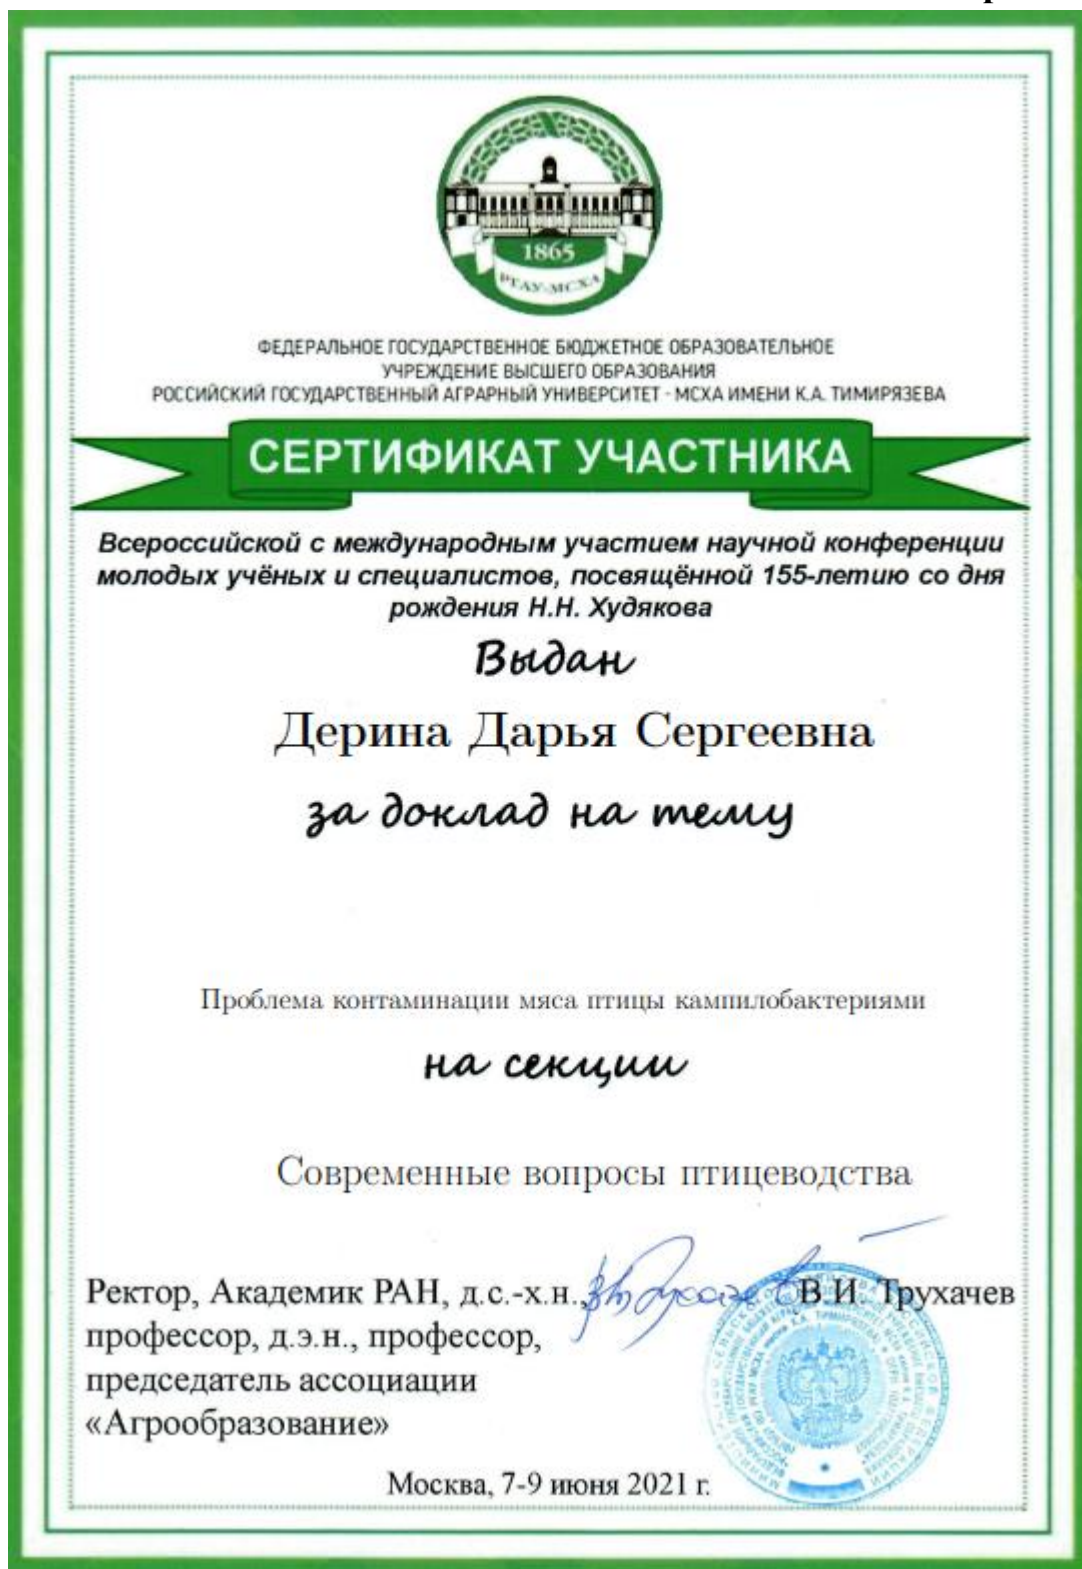 1865
РГАУ-МСХА
ФЕДЕРАЛЬНОЕ ГОСУДАРСТВЕННОЕ БЮДЖЕТНОЕ ОБРАЗОВАТЕЛЬНОЕ
УЧРЕЖДЕНИЕ ВЫСШЕГО ОБРАЗОВАНИЯ
РОССИЙСКИЙ ГОСУДАРСТВЕННЫЙ АГРАРНЫЙ УНИВЕРСИТЕТ - МСХА ИМЕНИ К.А. ТИМИРЯЗЕВА
СЕРТИФИКАТ УЧАСТНИКА
Всероссийской с международным участием научной конференции
молодых учёных и специалистов, посвящённой 155-летию со дня
рождения Н.Н. Худякова
Выдан
Дерина Дарья Сергеевна
за доклад на тему
Проблема контаминации мяса птицы кампилобактериями
на секции
Современные вопросы птицеводства
Ректор, Академик РАН, д.с.-х.н., В.И. Трухачев
профессор, д.э.н., профессор,
председатель ассоциации
«Агрообразование»
Москва, 7-9 июня 2021 г.